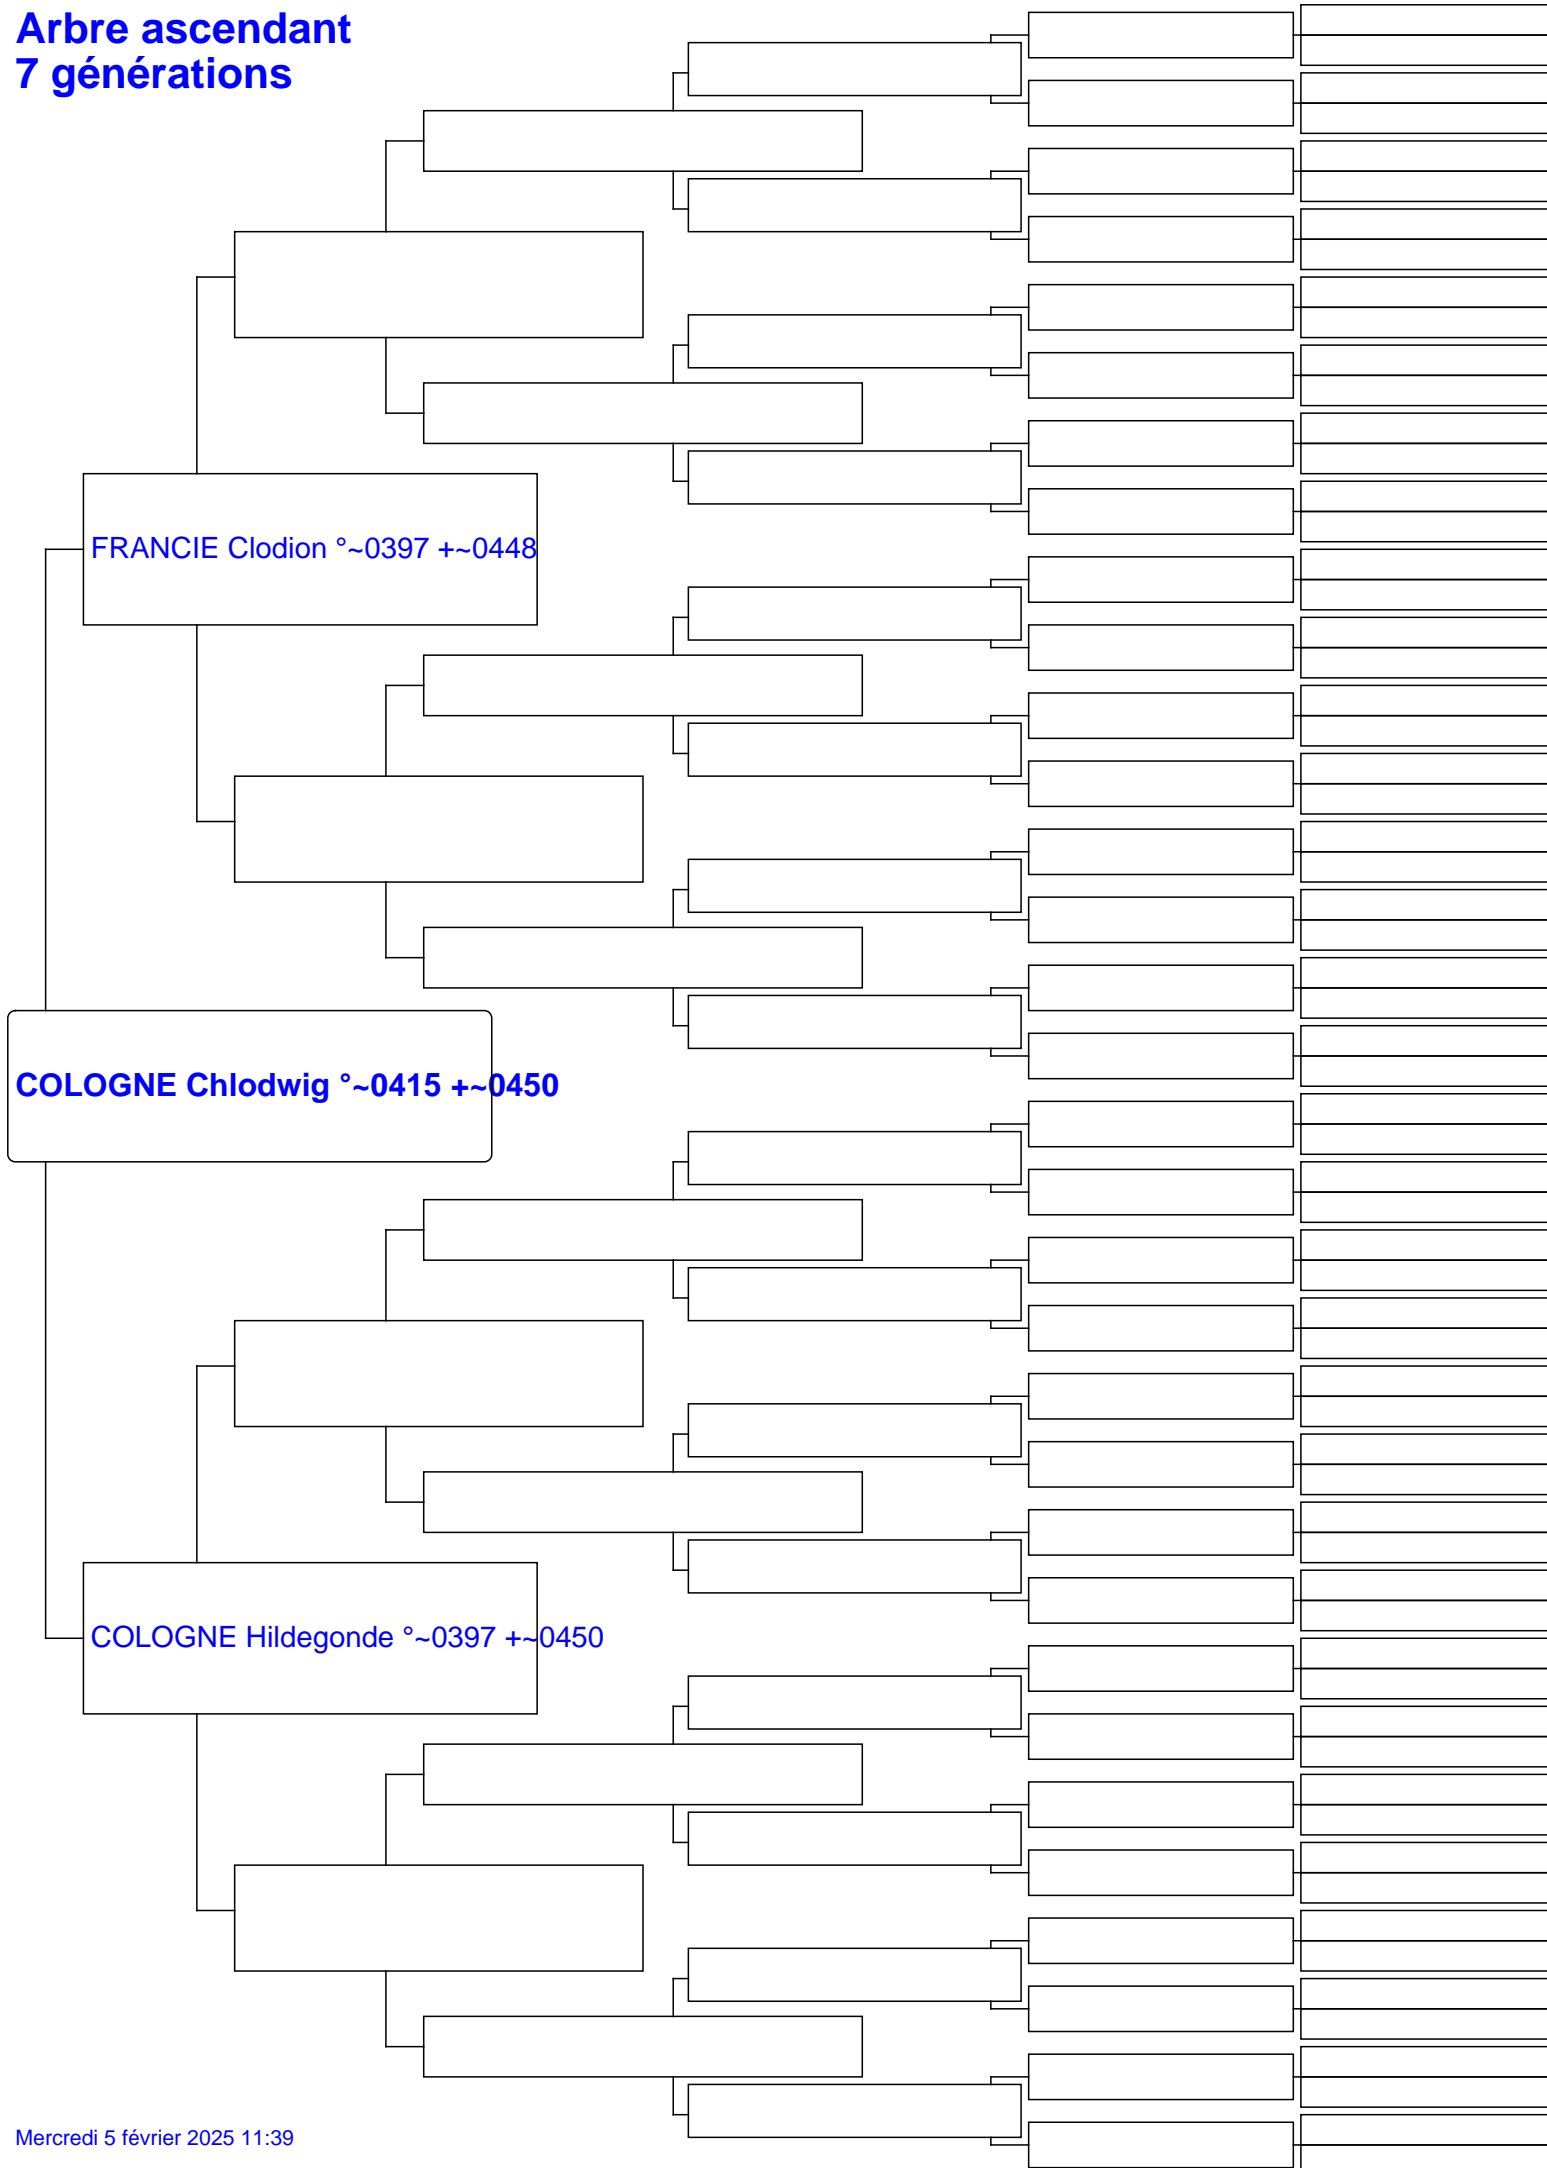 Arbre ascendant
7 générations
FRANCIE Clodion °~0397 +~0448
COLOGNE Chlodwig °~0415 +~0450
COLOGNE Hildegonde °~0397 +~0450
Mercredi 5 février 2025 11:39